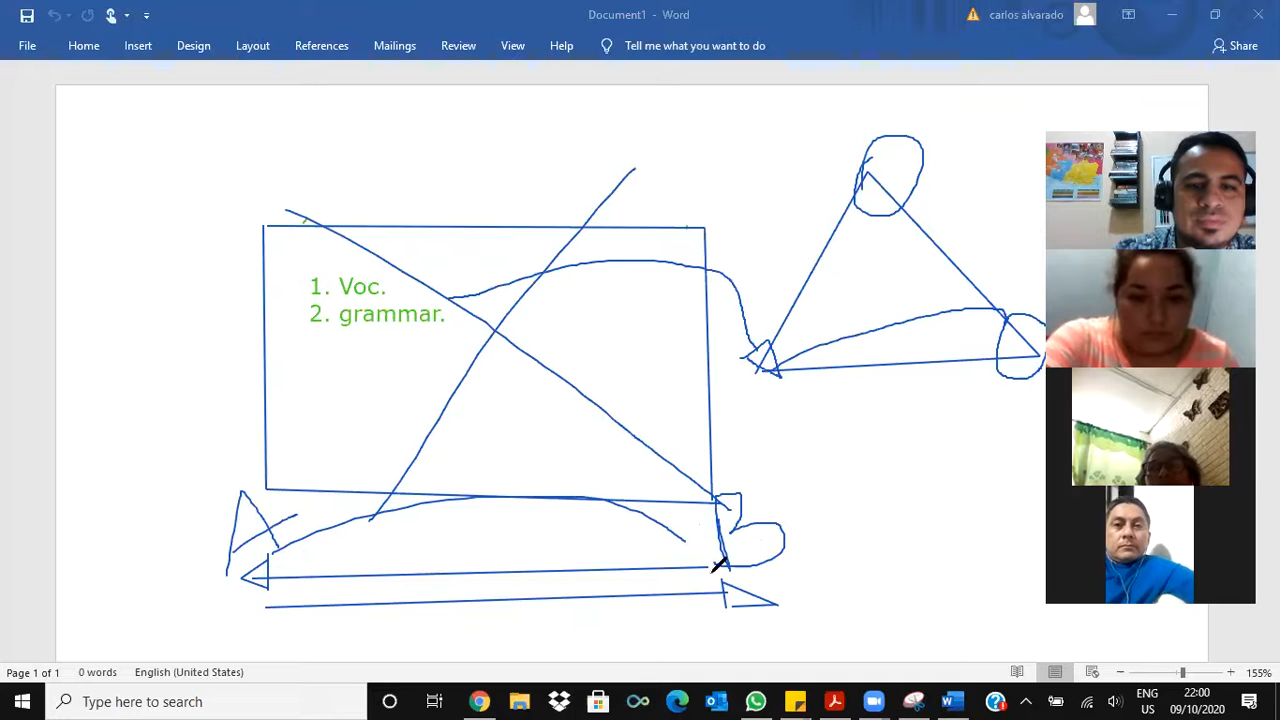 Document1 - Word
carlos alvarado
File Home Insert Design Layout References Mailings Review View Help Tell me what you want to do Share
1. Voc.
2. grammar.
A B
Page 1 of 1 0 words English (United States) 155%
Type here to search
ENG 22:00
US 09/10/2020